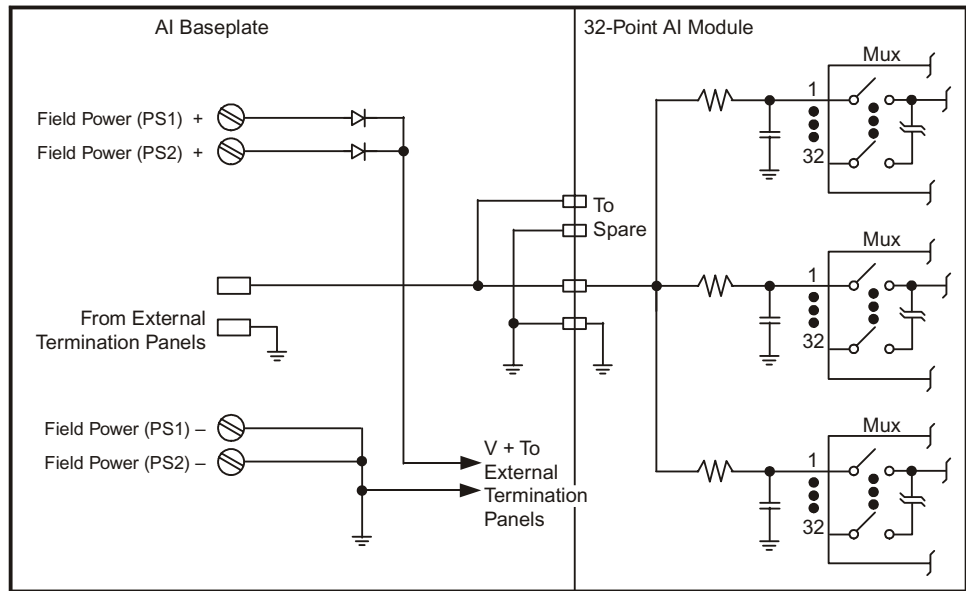 AI Baseplate
32-Point AI Module
Field Power (PS1) +
Field Power (PS2) +
From External
Termination Panels
Field Power (PS1) –
Field Power (PS2) –
V + To
External
Termination
Panels
To
Spare
Mux
1
32
Mux
1
32
Mux
1
32